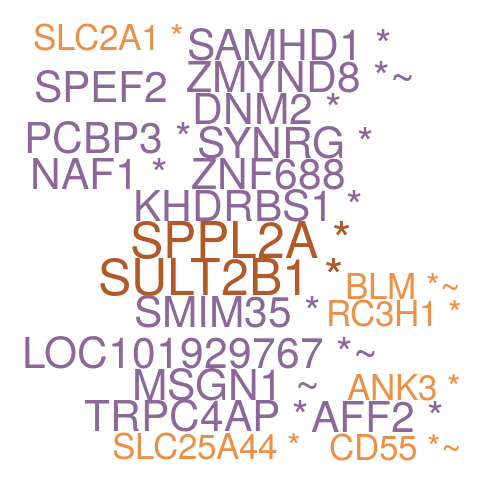 SLC2A1 *
SAMHD1 *
SPEF2
ZMYND8 *~
DNM2 *
PCBP3 *
SYNRG *
NAF1 *
ZNF688
KHDRBS1 *
SPPL2A *
SULT2B1 *
BLM *~
SMIM35 *
RC3H1 *
LOC101929767 *~
MSGN1 ~
ANK3 *
TRPC4AP *
AFF2 *
SLC25A44 *
CD55 *~